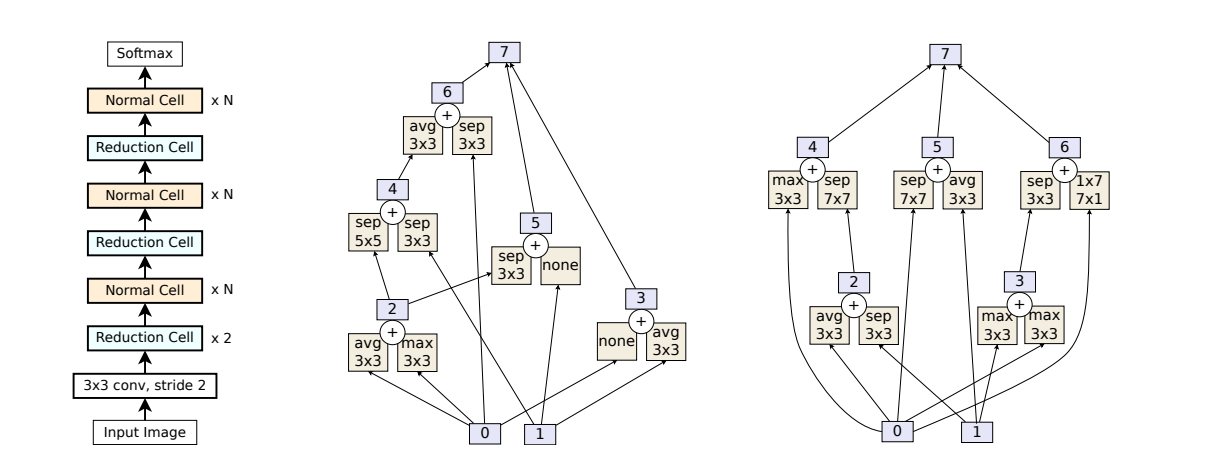 Softmax
Normal Cell x N
Reduction Cell
Normal Cell x N
Reduction Cell
Normal Cell x N
Reduction Cell x 2
3x3 conv, stride 2
Input Image
7
6
+
avg 3x3
sep 3x3
4
+
sep 5x5
sep 3x3
5
+
sep 3x3
none
2
+
avg 3x3
max 3x3
3
+
none
avg 3x3
0
1
7
4
+
max 3x3
sep 7x7
5
+
sep 7x7
avg 3x3
6
+
sep 3x3
1x7 7x1
2
+
avg 3x3
sep 3x3
3
+
max 3x3
max 3x3
0
1